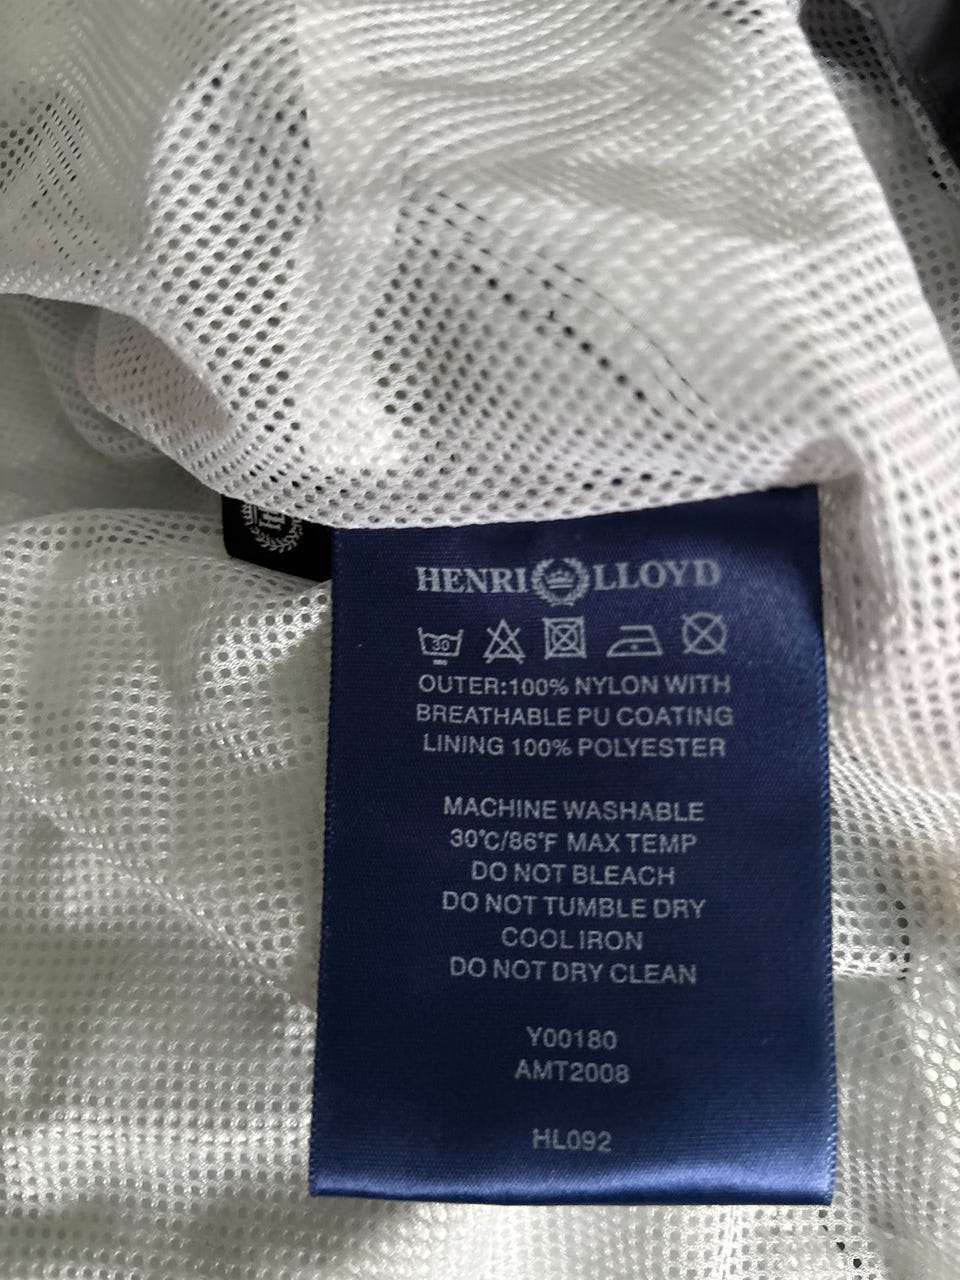 HENRI LLOYD
30
OUTER:100% NYLON WITH
BREATHABLE PU COATING
LINING 100% POLYESTER
MACHINE WASHABLE
30°C/86°F MAX TEMP
DO NOT BLEACH
DO NOT TUMBLE DRY
COOL IRON
DO NOT DRY CLEAN
Y00180
AMT2008
HL092